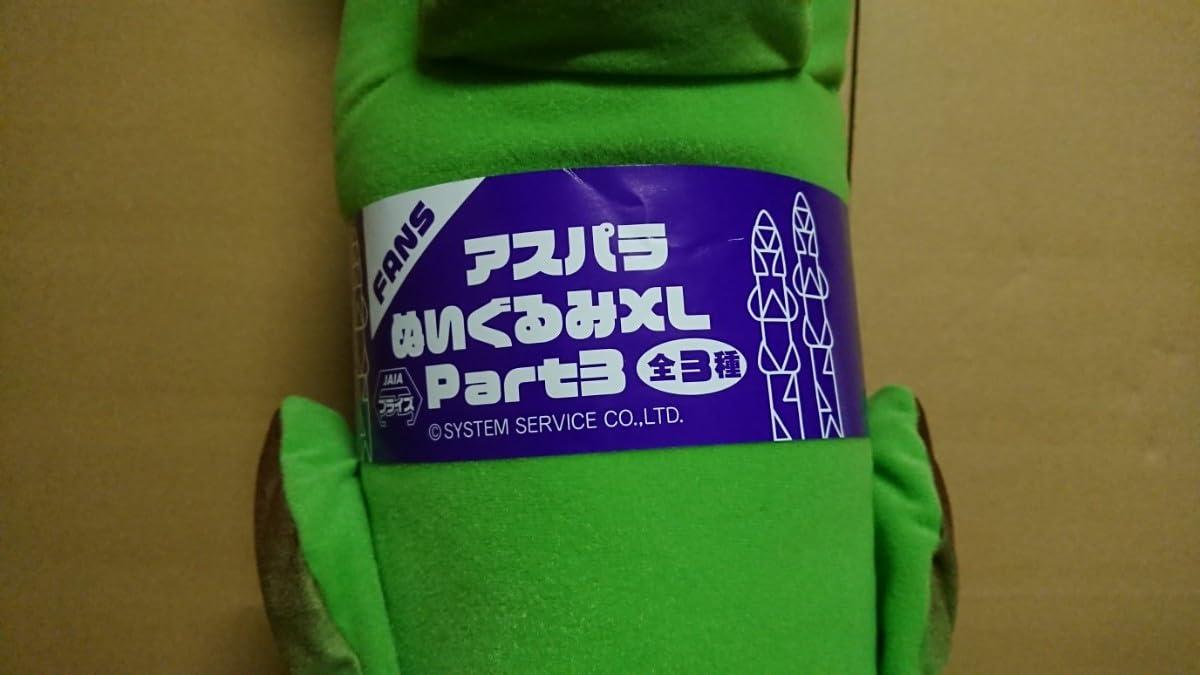 FANS
アスパラ
ぬいぐるみXL
Part3 全3種
JAIA
プライズ
©SYSTEM SERVICE CO.,LTD.